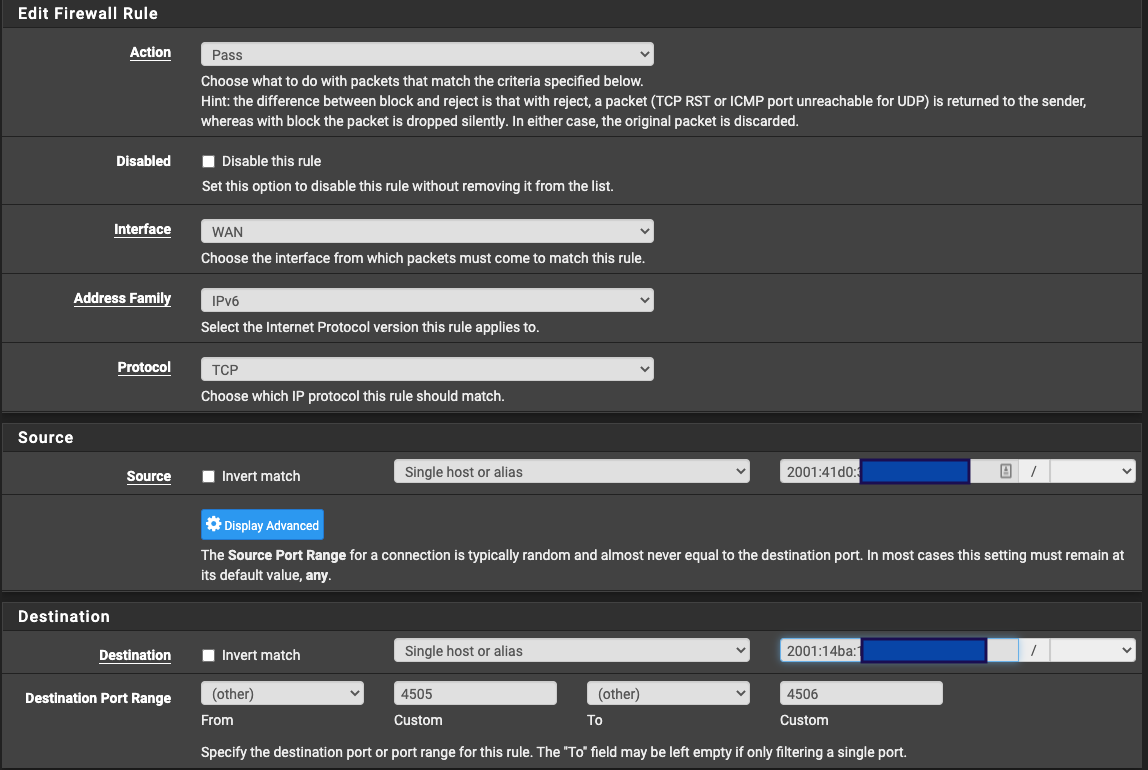 Edit Firewall Rule
Action
Pass
Choose what to do with packets that match the criteria specified below.
Hint: the difference between block and reject is that with reject, a packet (TCP RST or ICMP port unreachable for UDP) is returned to the sender,
whereas with block the packet is dropped silently. In either case, the original packet is discarded.
Disabled
Disable this rule
Set this option to disable this rule without removing it from the list.
Interface
WAN
Choose the interface from which packets must come to match this rule.
Address Family
IPv6
Select the Internet Protocol version this rule applies to.
Protocol
TCP
Choose which IP protocol this rule should match.
Source
Source
Invert match
Single host or alias
2001:41d0:
/
Display Advanced
The Source Port Range for a connection is typically random and almost never equal to the destination port. In most cases this setting must remain at
its default value, any.
Destination
Destination
Invert match
Single host or alias
2001:14ba:
/
Destination Port Range
(other)
4505
(other)
4506
From
Custom
To
Custom
Specify the destination port or port range for this rule. The "To" field may be left empty if only filtering a single port.